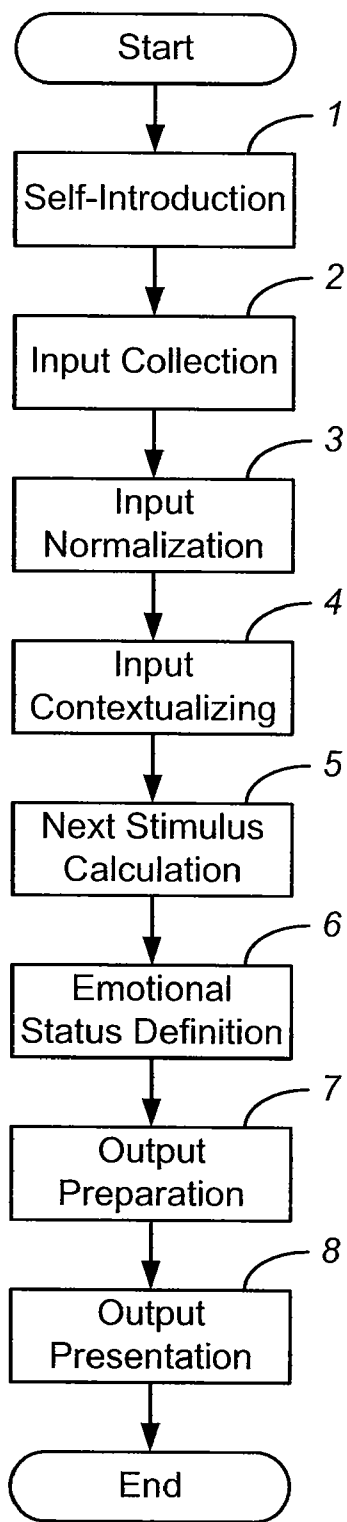 Start
1
Self-Introduction
2
Input Collection
3
Input
Normalization
4
Input
Contextualizing
5
Next Stimulus
Calculation
6
Emotional
Status Definition
7
Output
Preparation
8
Output
Presentation
End